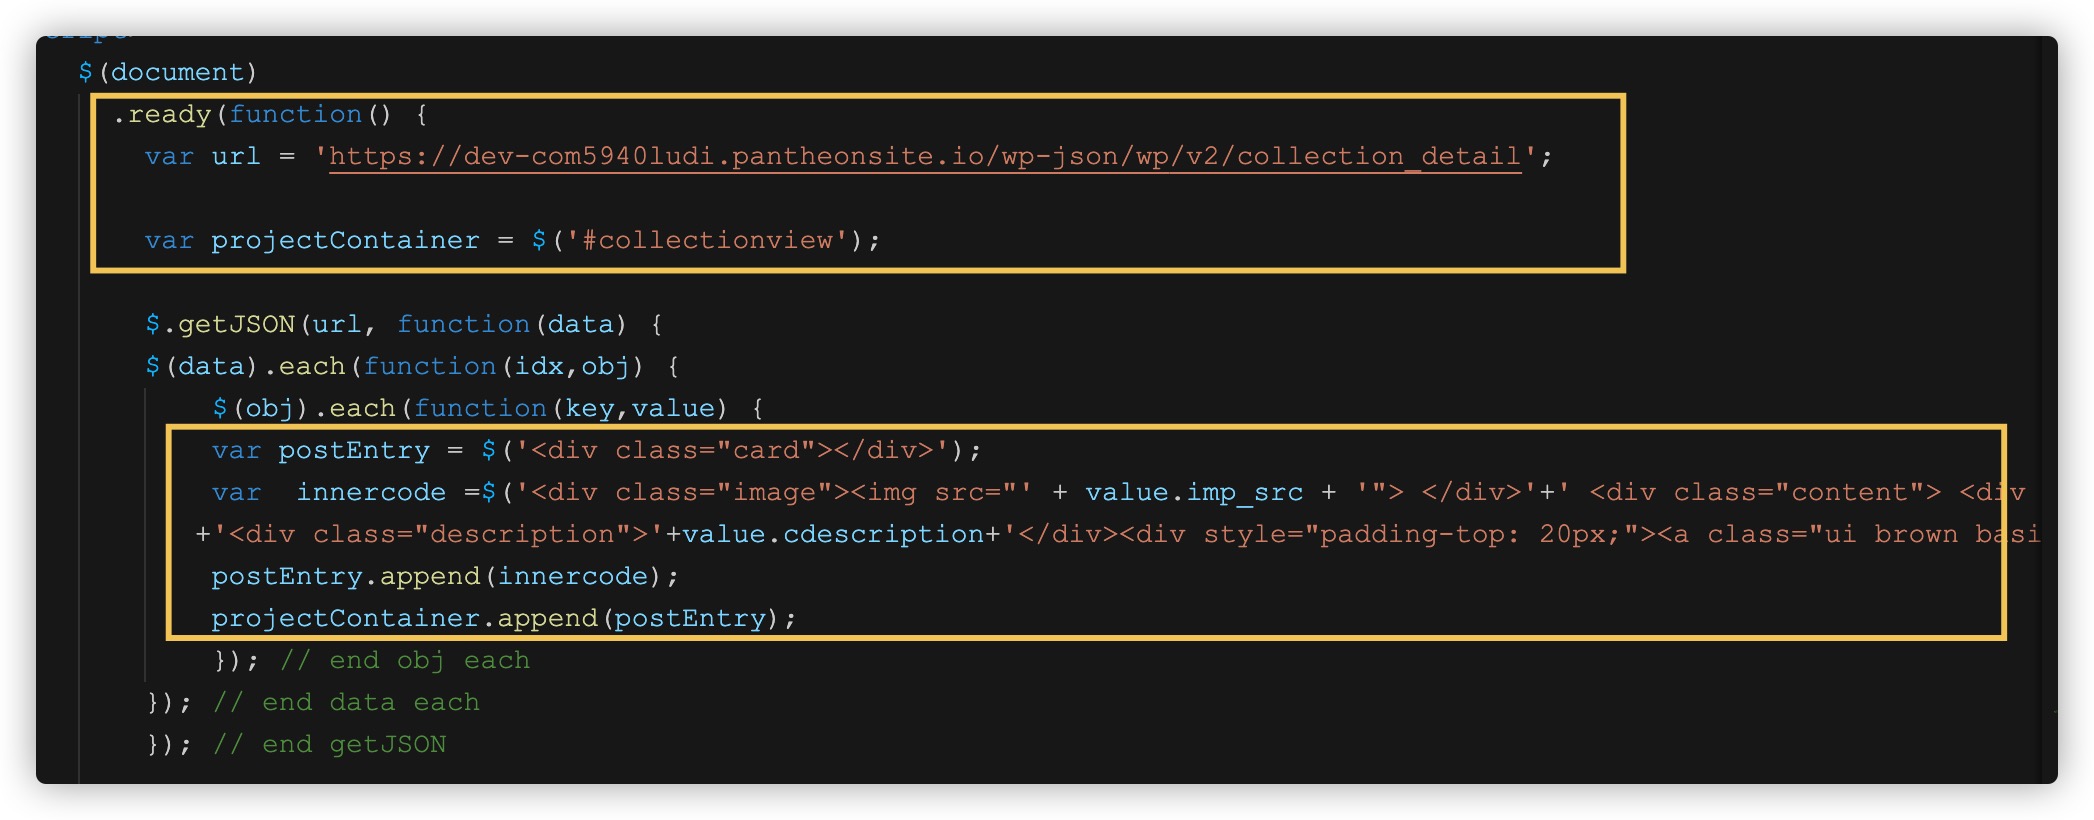 $(document)
.ready(function() {
var url = 'https://dev-com5940ludi.pantheonsite.io/wp-json/wp/v2/collection_detail';
var projectContainer = $('#collectionview');
$.getJSON(url, function(data) {
$(data).each(function(idx,obj) {
$(obj).each(function(key,value) {
var postEntry = $('<div class="card"></div>');
var  innercode =$('<div class="image"><img src="' + value.imp_src + '"> </div>'+' <div class="content"> <div
+'<div class="description">'+value.cdescription+'</div><div style="padding-top: 20px;"><a class="ui brown basi
postEntry.append(innercode);
projectContainer.append(postEntry);
}); // end obj each
}); // end data each
}); // end getJSON